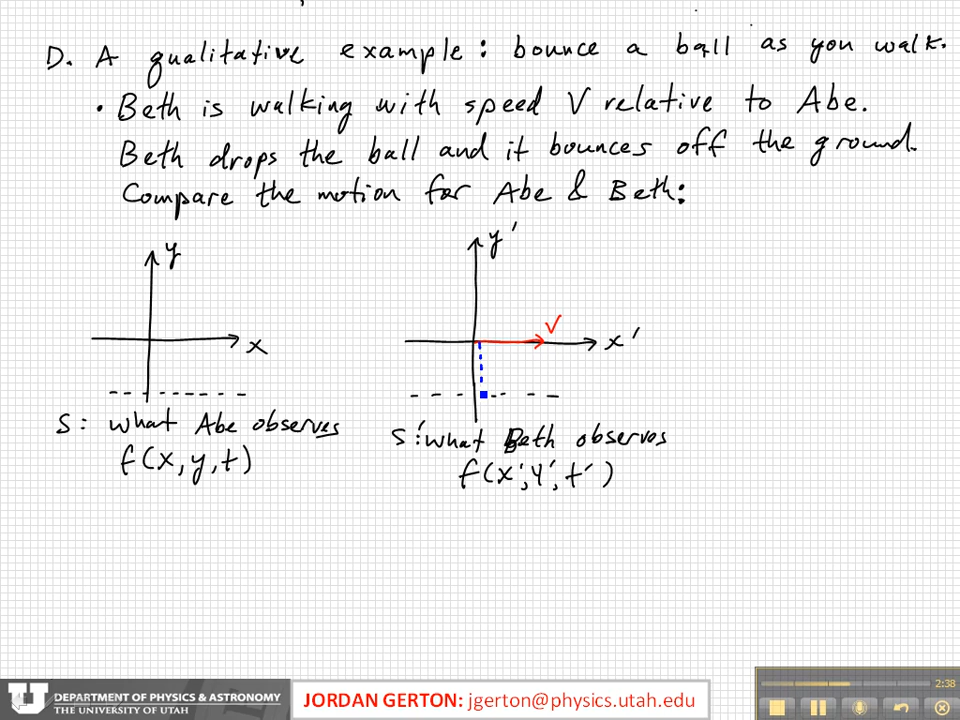 D. A qualitative example: bounce a ball as you walk.
• Beth is walking with speed V relative to Abe.
Beth drops the ball and it bounces off the ground.
Compare the motion for Abe & Beth:
y
y'
V
x
x'
S: what Abe observes
f(x,y,t)
S': what Beth observes
f(x',y',t')
U
DEPARTMENT OF PHYSICS & ASTRONOMY
THE UNIVERSITY OF UTAH
JORDAN GERTON: jgerton@physics.utah.edu
2:38